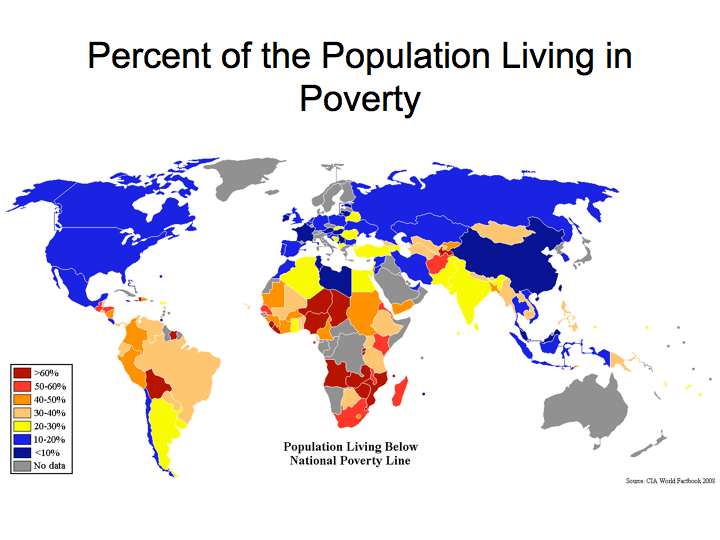 Percent of the Population Living in
Poverty
>60%
50-60%
40-50%
30-40%
20-30%
10-20%
<10%
No data
Population Living Below
National Poverty Line
Source: CIA World Factbook 2008